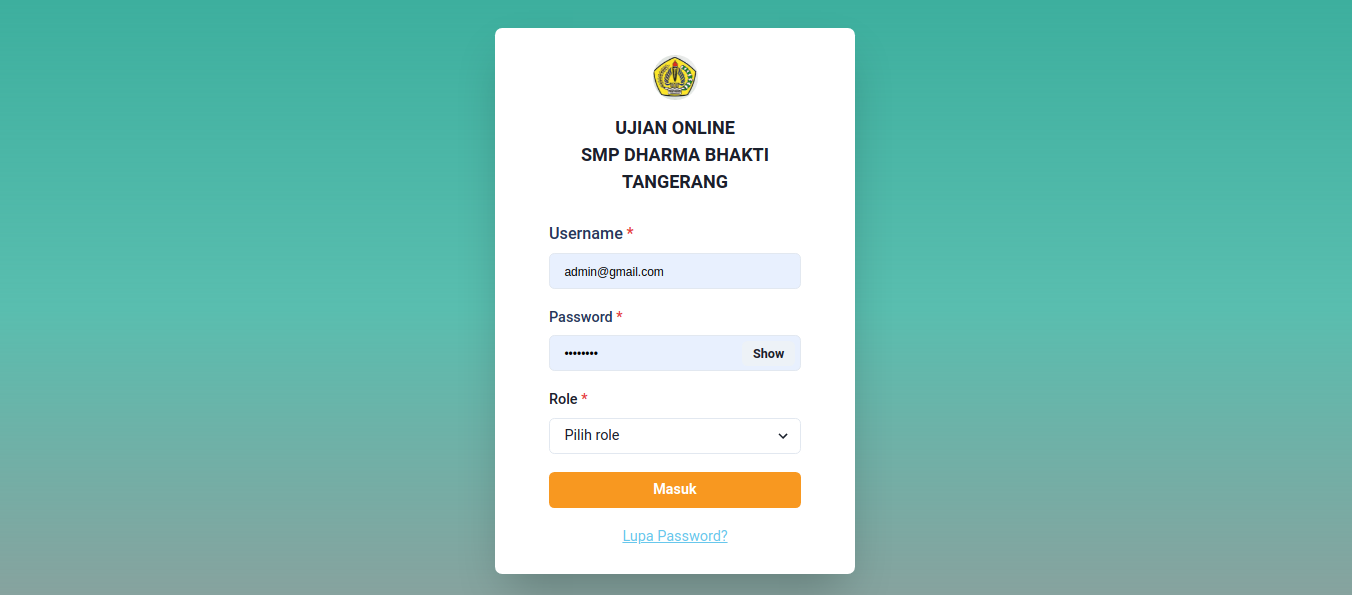 UJIAN ONLINE
SMP DHARMA BHAKTI
TANGERANG
Username *
admin@gmail.com
Password *
••••••••
Show
Role *
Pilih role
Masuk
Lupa Password?